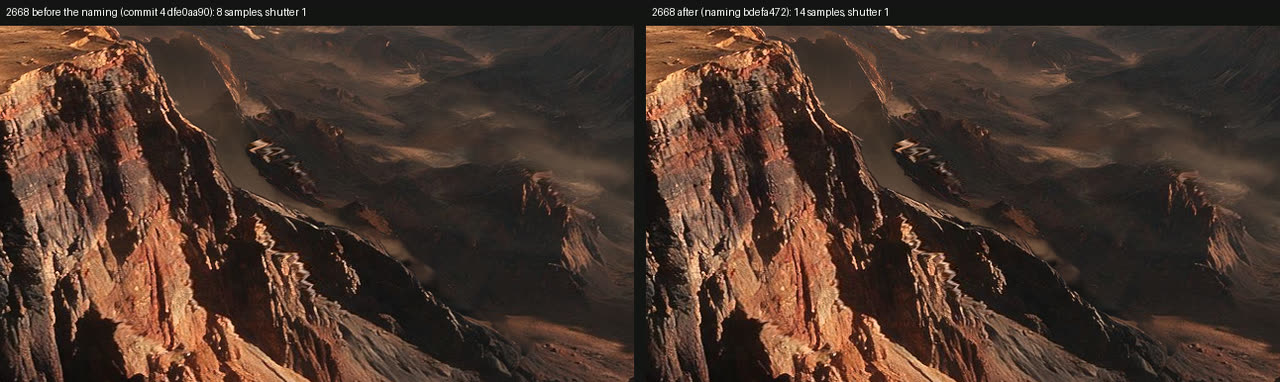 2668 before the naming (commit 4dfe0aa90): 8 samples, shutter 1
2668 after (naming bdefa472): 14 samples, shutter 1